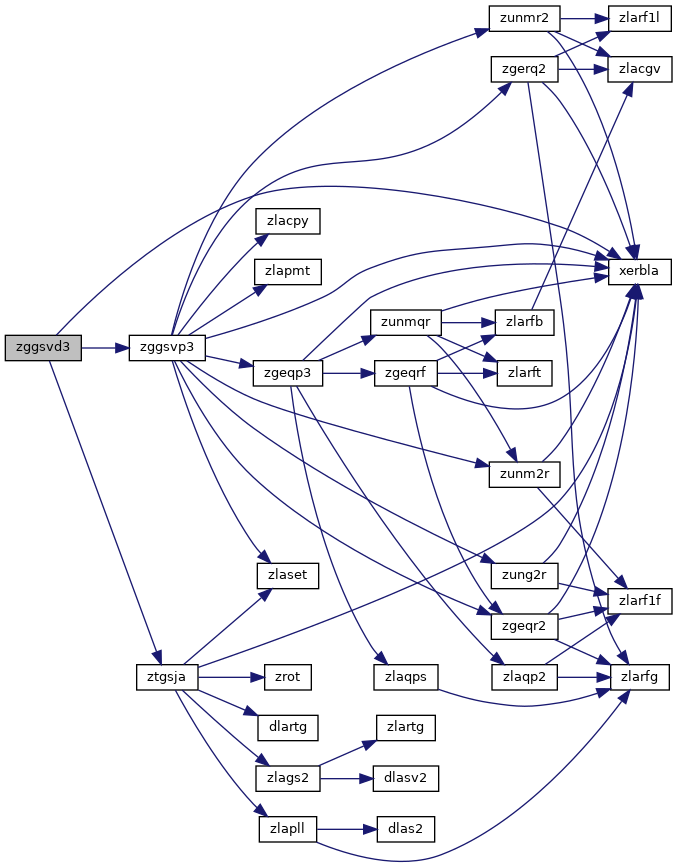 zunmr2
zlarf1l
zgerq2
zlacgv
zlacpy
zlapmt
xerbla
zunmqr
zlarfb
zggsvd3
zggsvp3
zgeqp3
zgeqrf
zlarft
zunm2r
zlaset
zung2r
zlarf1f
zgeqr2
ztgsja
zrot
zlaqps
zlaqp2
zlarfg
dlartg
zlartg
zlags2
dlasv2
zlapll
dlas2